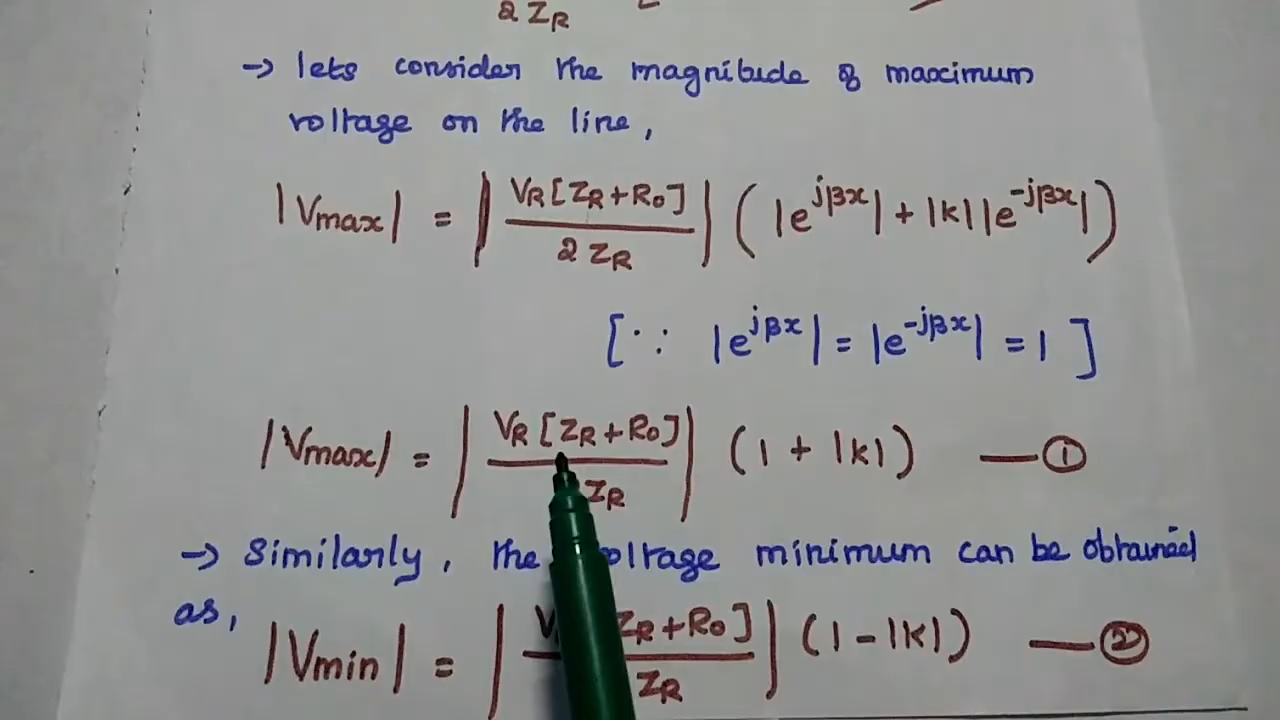 2 ZR
→ lets consider the magnitude of maximum
voltage on the line,
|Vmax| = |VR[ZR+R0] / 2 ZR| (|e^jβx| + |k||e^-jβx|)
[∵ |e^jβx| = |e^-jβx| = 1]
|Vmax| = |VR[ZR+R0] / ZR| (1 + |k|) — ①
→ Similarly, the voltage minimum can be obtained
as,
|Vmin| = |V ZR+R0] / ZR| (1 - |k|) — ②